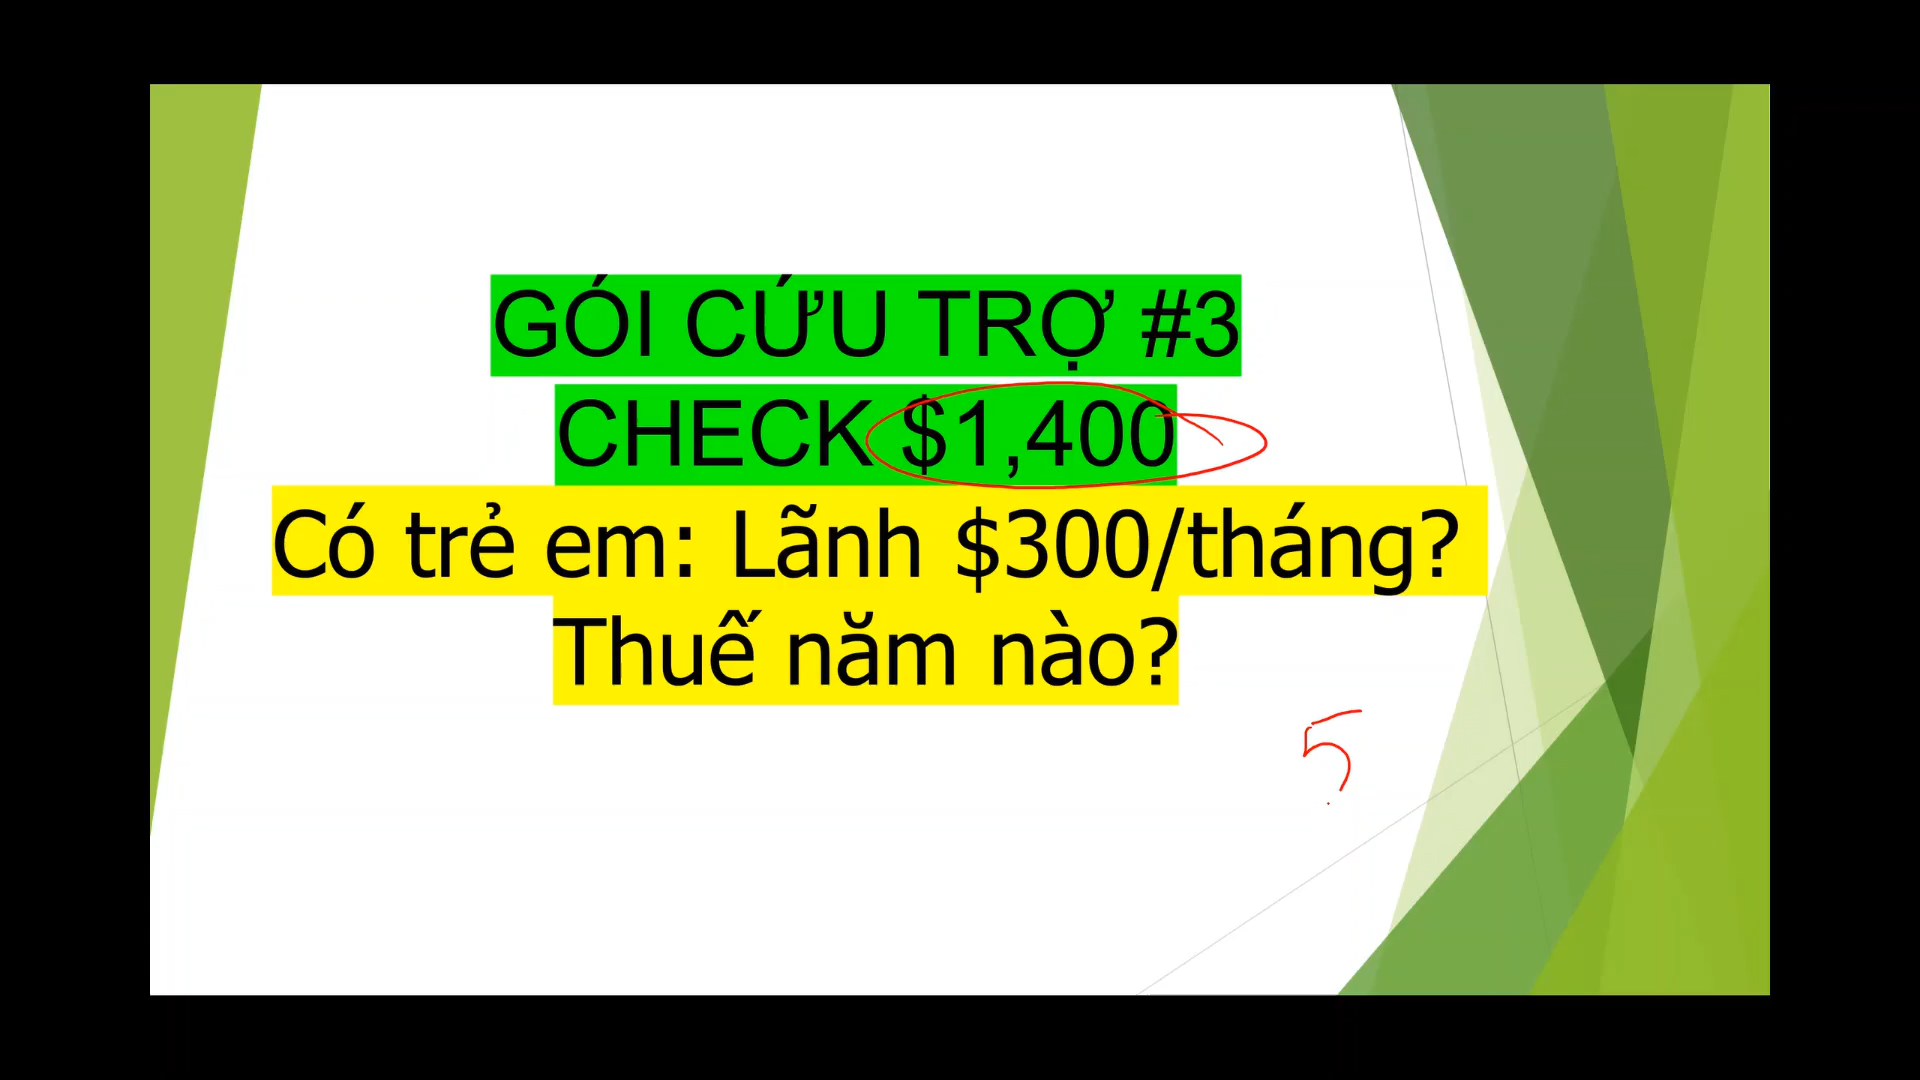 GÓI CỨU TRỢ #3
CHECK $1,400
Có trẻ em: Lãnh $300/tháng?
Thuế năm nào?
5